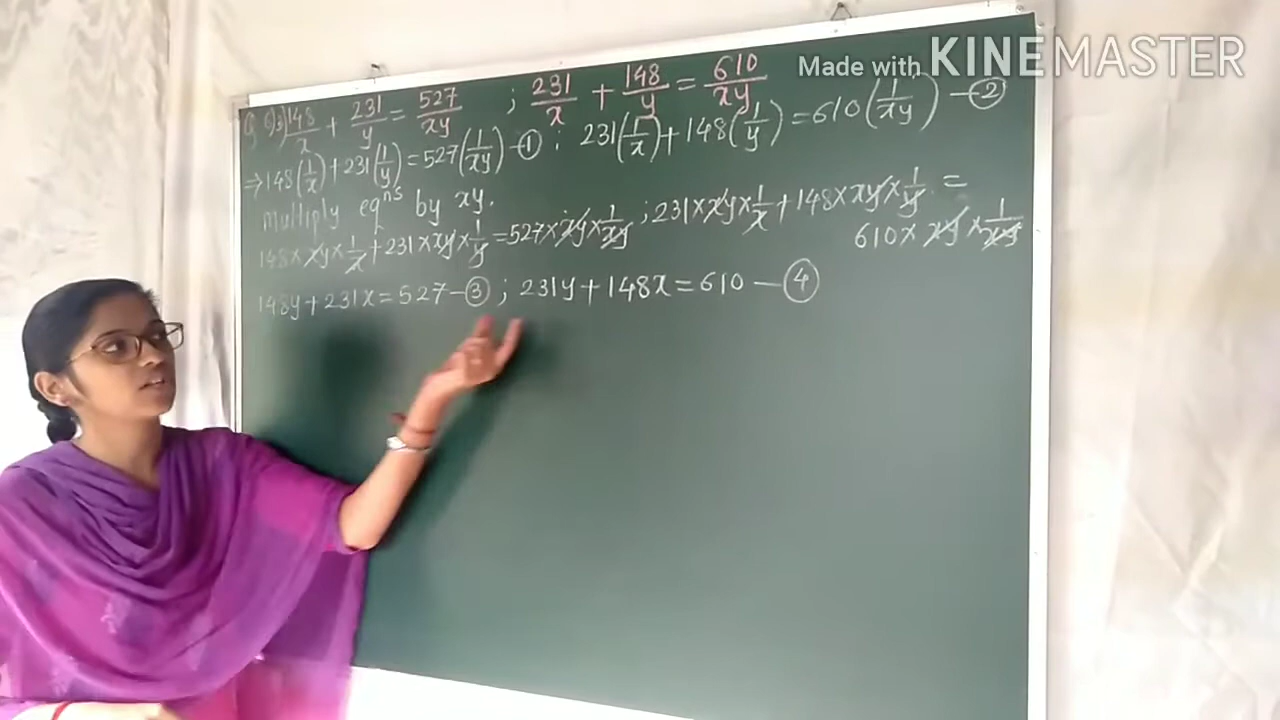 Made with KINEMASTER
148/x + 231/y = 527/xy ; 231/x + 148/y = 610/xy
⇒148(1/x)+231(1/y)=527(1/xy)-① ; 231(1/x)+148(1/y)=610(1/xy)-②
multiply eqⁿˢ by xy.
148×xy×1/x+231×xy×1/y=527×xy×1/xy ; 231×xy×1/x+148×xy×1/y =
610×xy×1/xy
148y+231x=527-③ ; 231y+148x=610-④